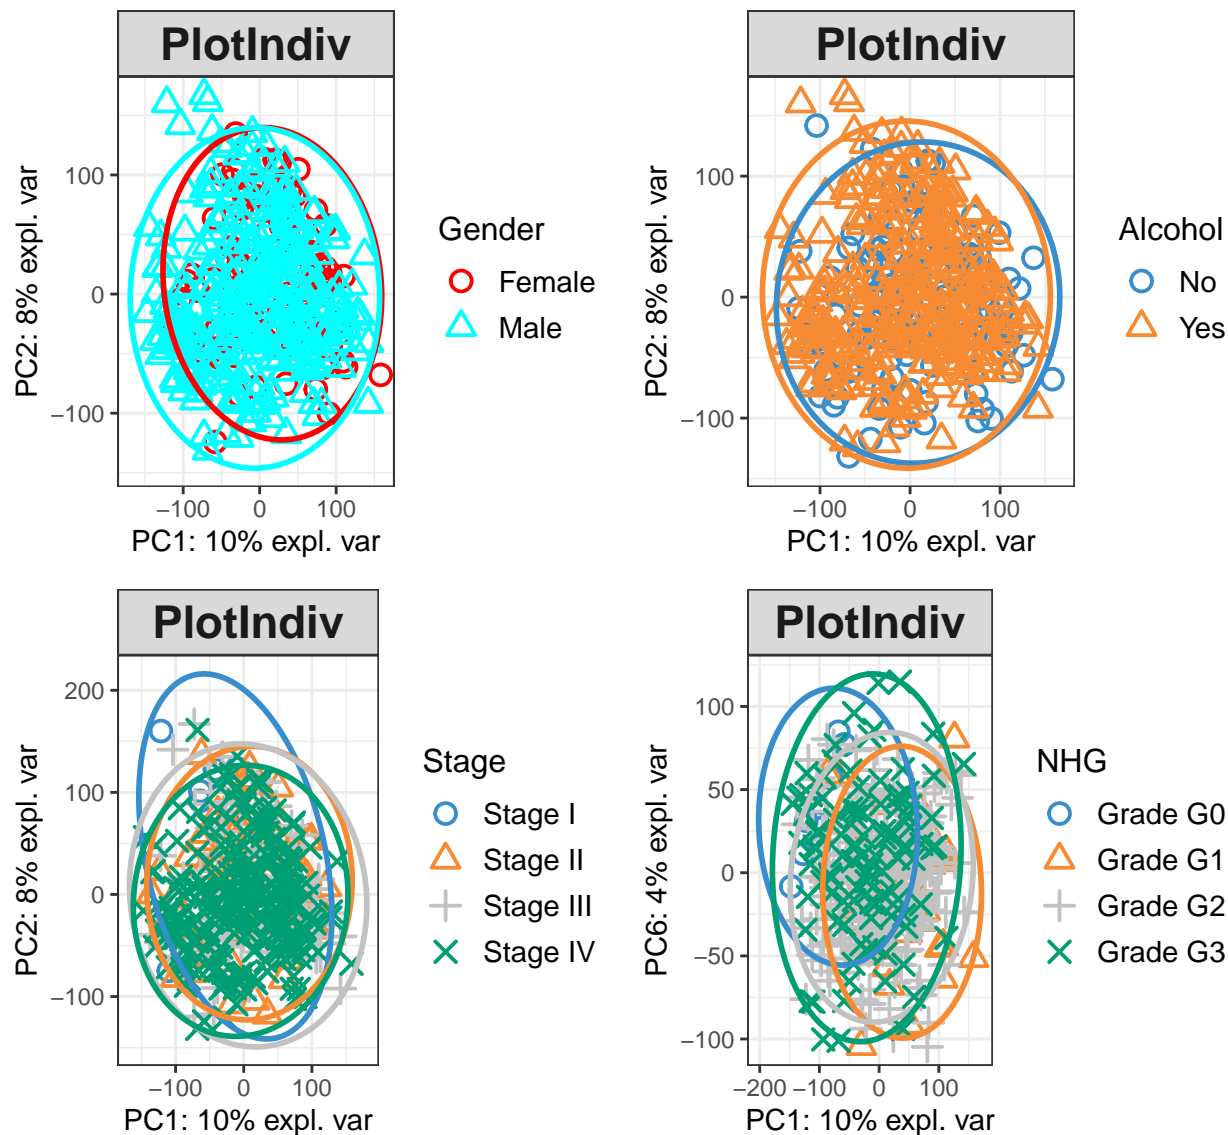 PlotIndiv
PC2: 8% expl. var
100
0
−100
−100 0 100
PC1: 10% expl. var
Gender
Female
Male
PlotIndiv
PC2: 8% expl. var
100
0
−100
−100 0 100
PC1: 10% expl. var
Alcohol
No
Yes
PlotIndiv
PC2: 8% expl. var
200
100
0
−100
−100 0 100
PC1: 10% expl. var
Stage
Stage I
Stage II
Stage III
Stage IV
PlotIndiv
PC6: 4% expl. var
100
50
0
−50
−100
−200 −100 0 100
PC1: 10% expl. var
NHG
Grade G0
Grade G1
Grade G2
Grade G3